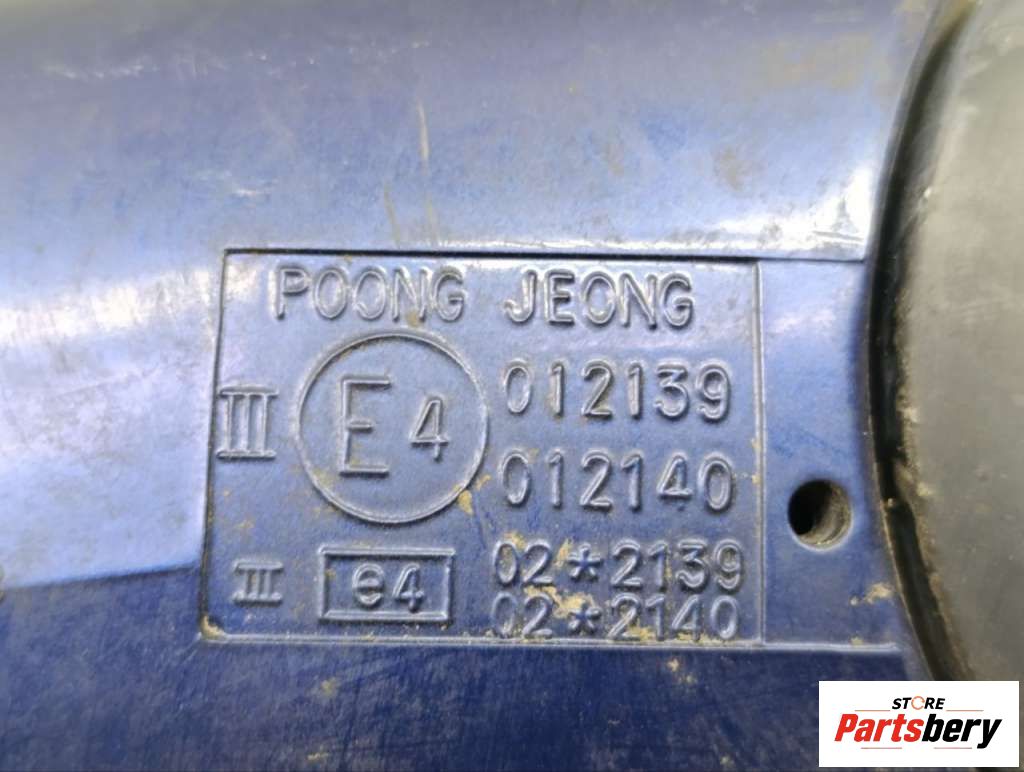 POONG JEONG
III E4 012139
012140
III e4 02*2139
02*2140
STORE
Partsbery